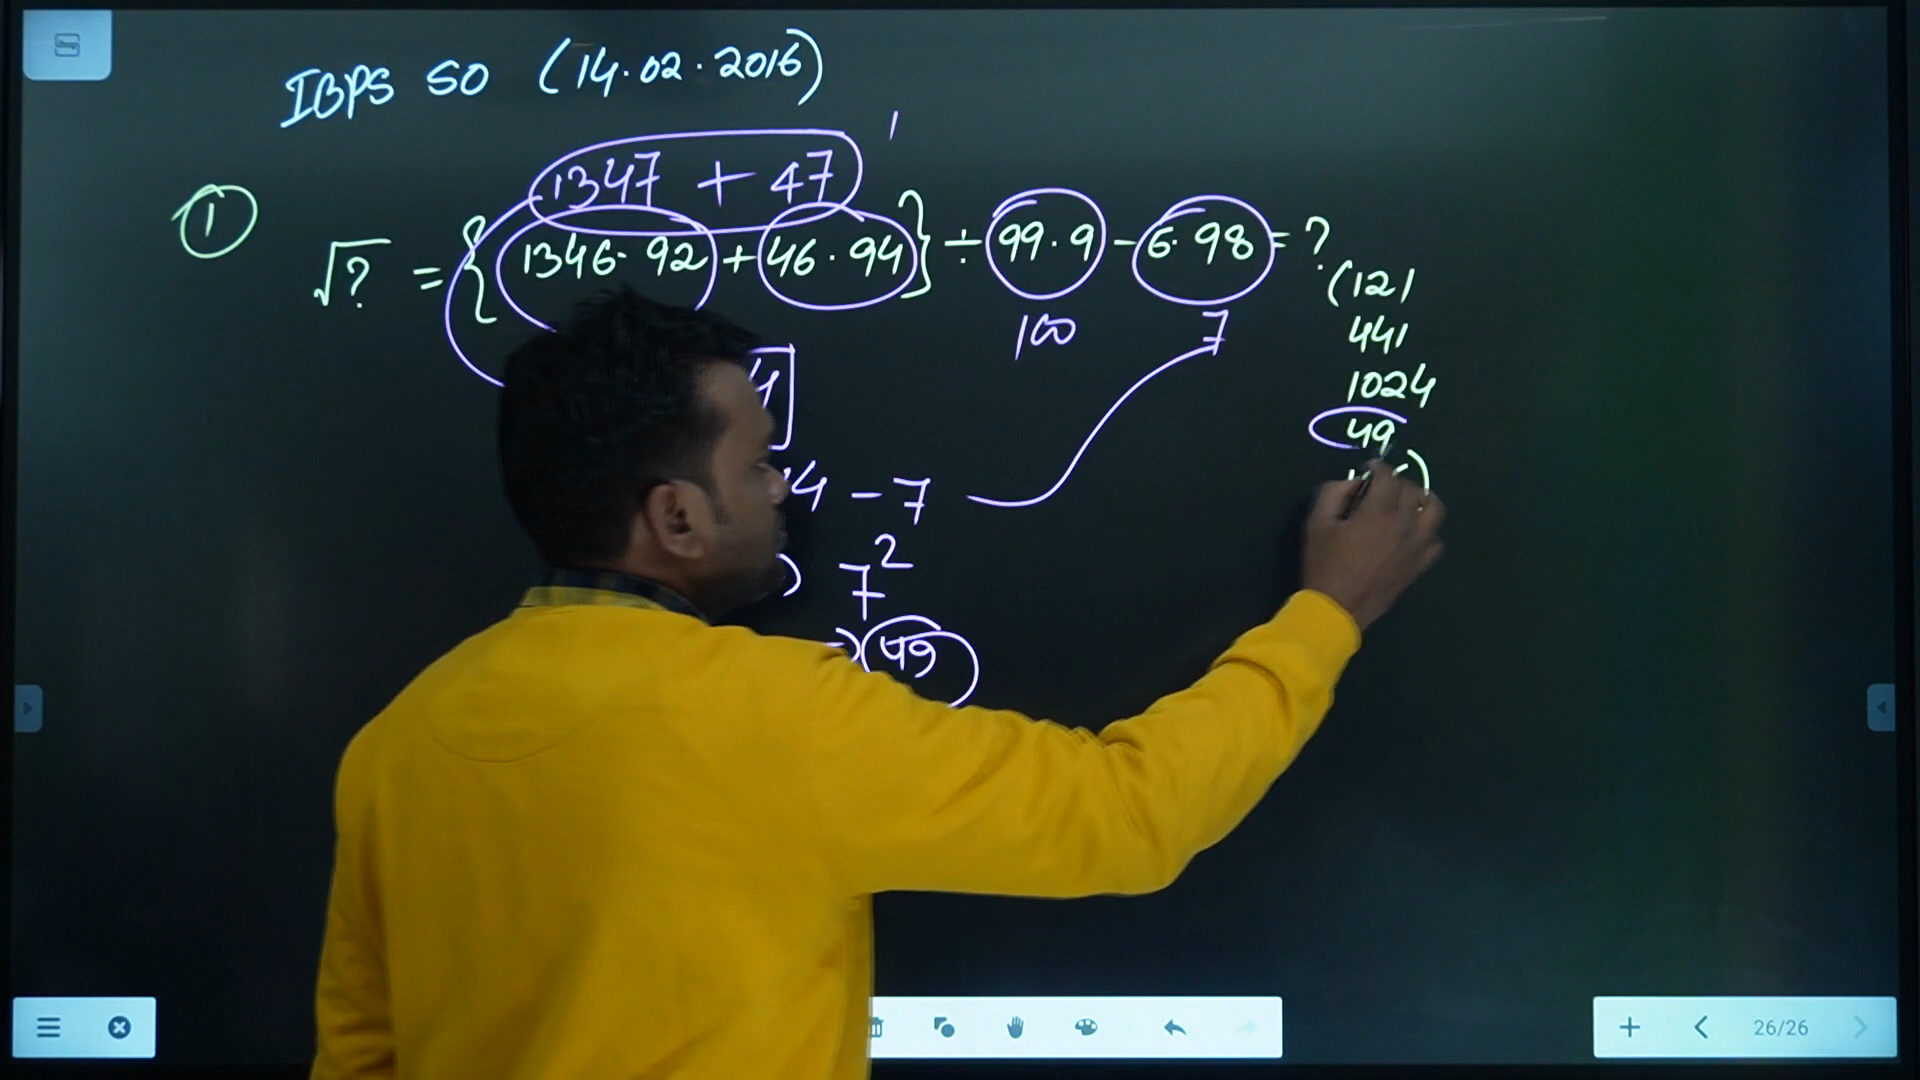 IBPS SO (14.02.2016)
1347 + 47
① √? = {1346.92 + 46.94} ÷ 99.9 - 6.98 = ?
(121
100
7
441
1024
49
4 - 7
7²
49
26/26